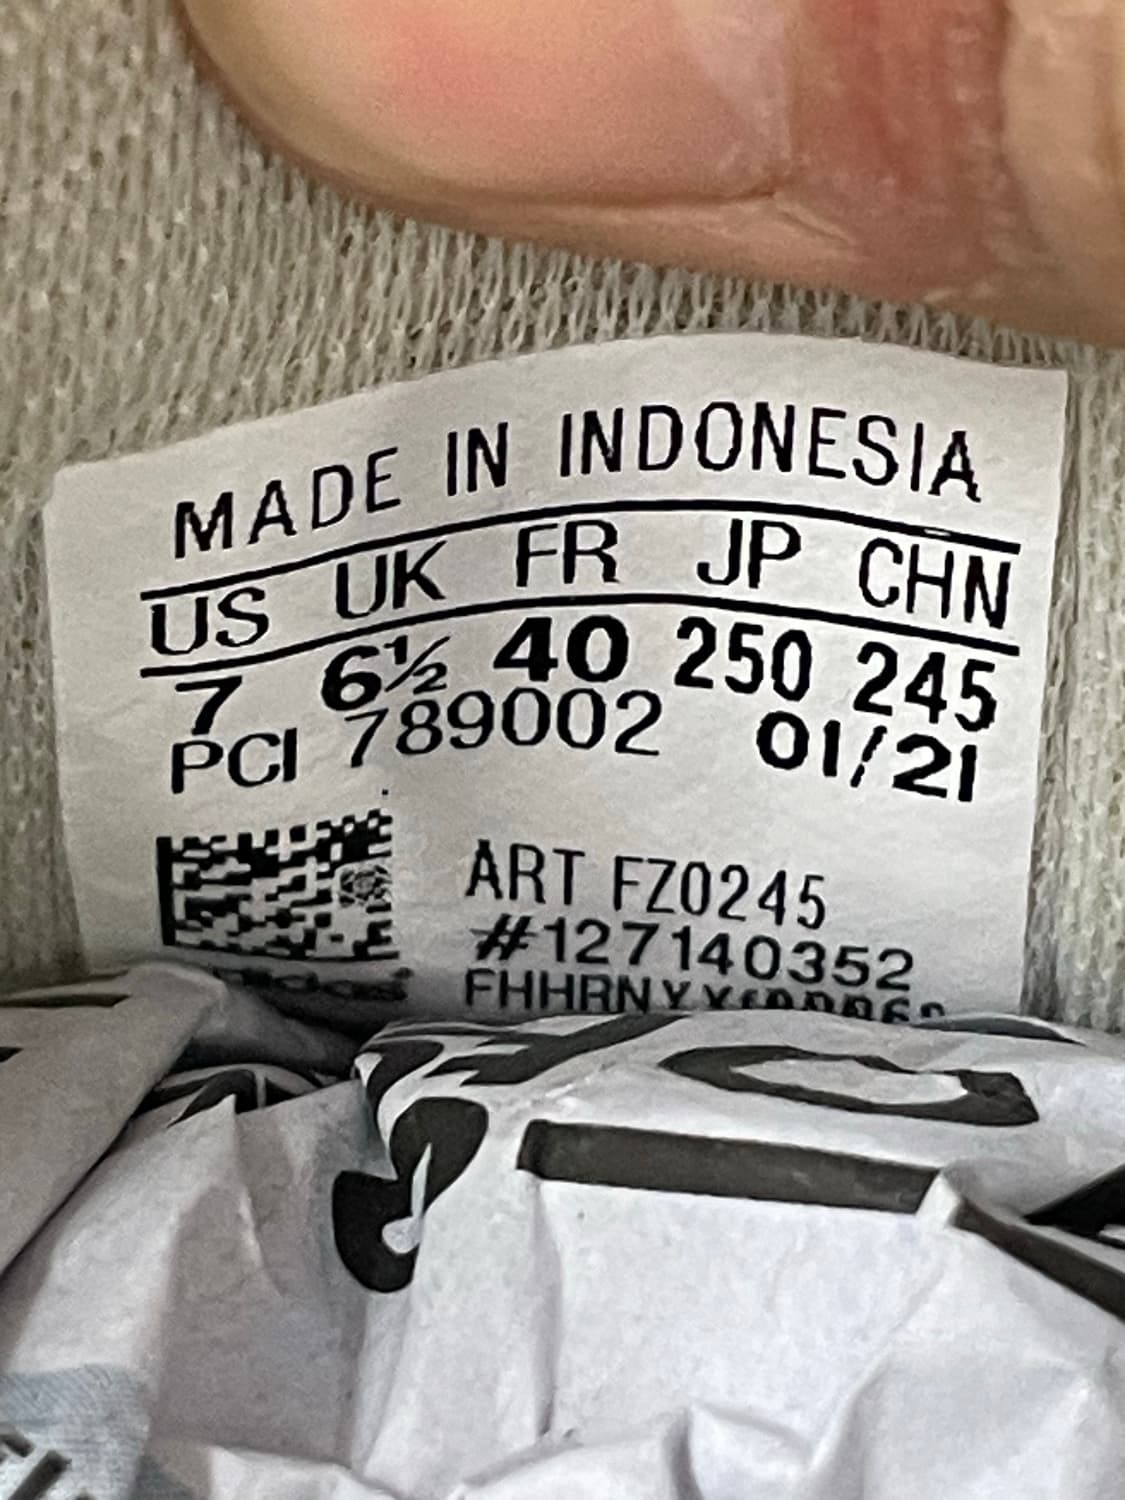 MADE IN INDONESIA
US UK FR JP CHN
7 6½ 40 250 245
PCI 789002 01/21
ART FZ0245
#127140352
adidas